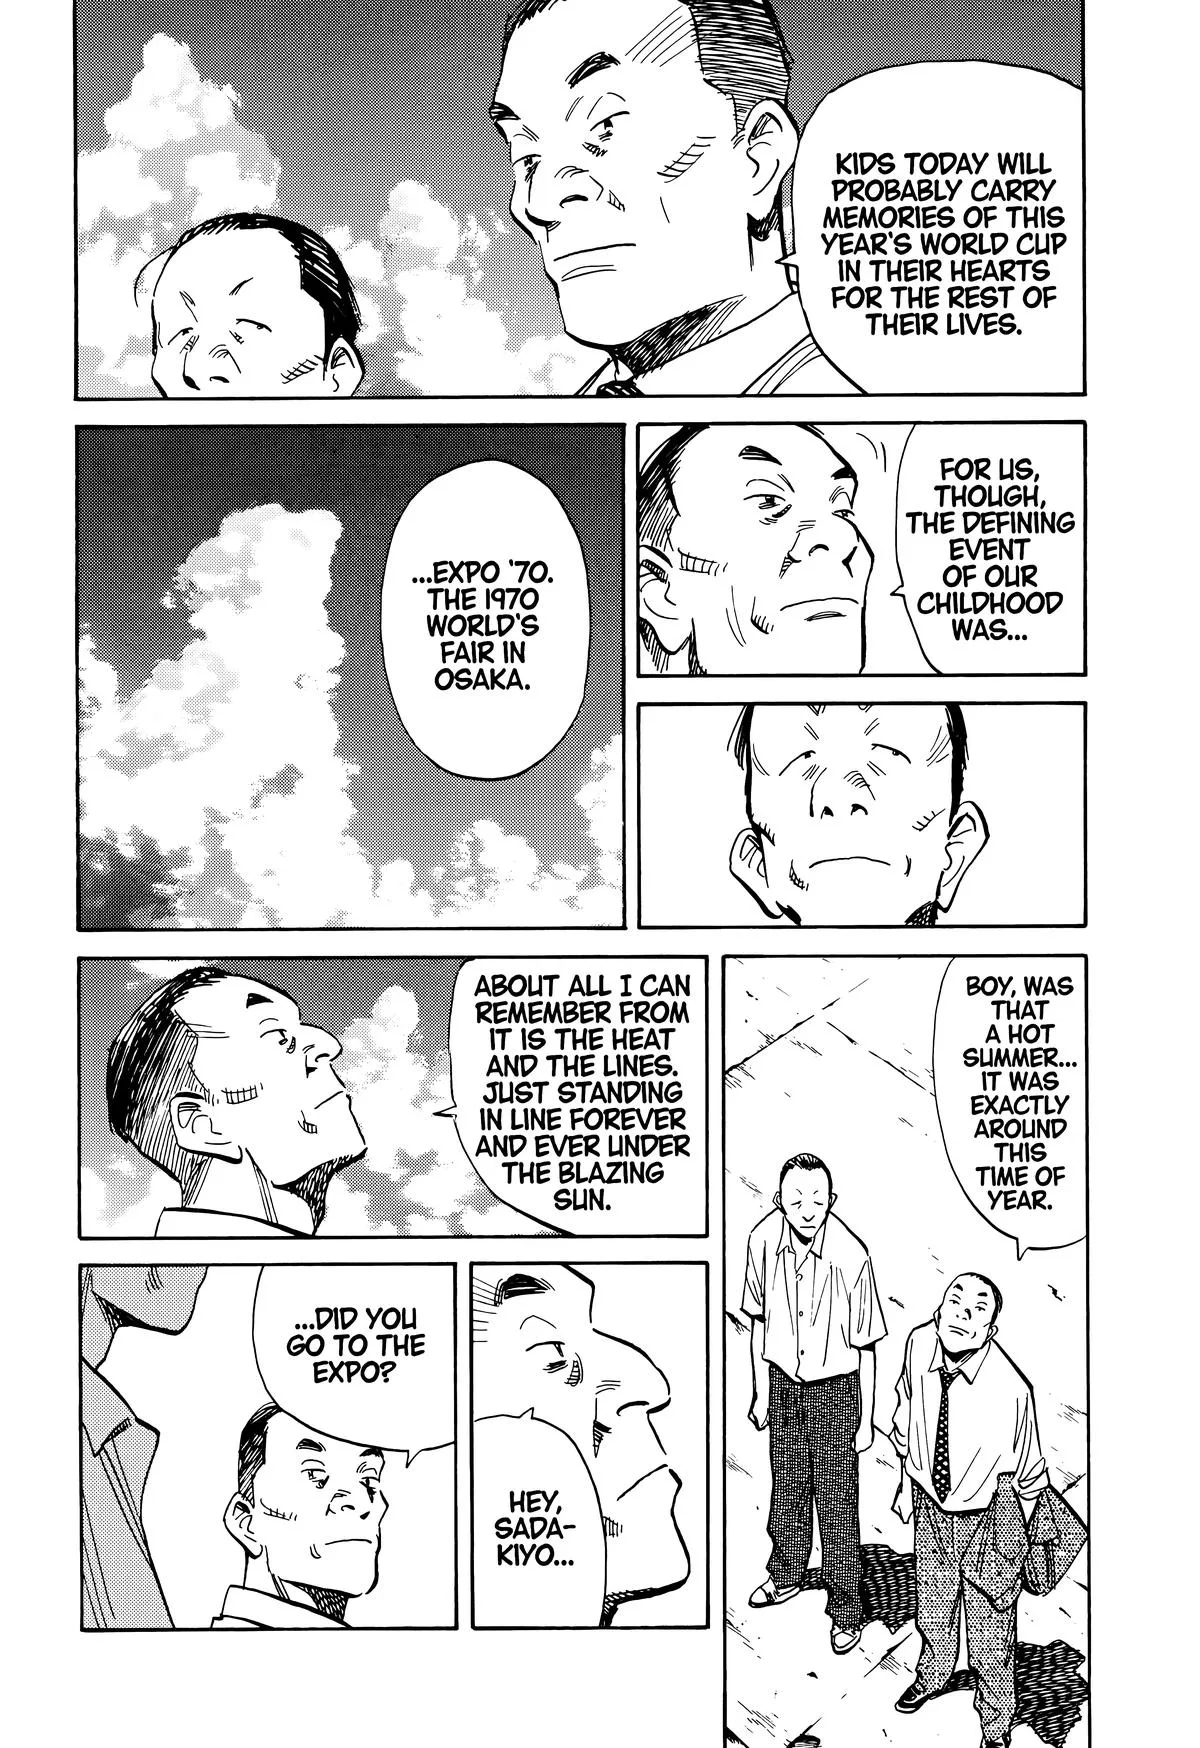 KIDS TODAY WILL
PROBABLY CARRY
MEMORIES OF THIS
YEAR'S WORLD CUP
IN THEIR HEARTS
FOR THE REST OF
THEIR LIVES.
FOR US,
THOUGH,
THE DEFINING
EVENT
OF OUR
CHILDHOOD
WAS...
...EXPO '70.
THE 1970
WORLD'S
FAIR IN
OSAKA.
BOY, WAS
THAT
A HOT
SUMMER...
IT WAS
EXACTLY
AROUND
THIS
TIME OF
YEAR.
ABOUT ALL I CAN
REMEMBER FROM
IT IS THE HEAT
AND THE LINES.
JUST STANDING
IN LINE FOREVER
AND EVER UNDER
THE BLAZING
SUN.
HEY,
SADA-
KIYO...
...DID YOU
GO TO THE
EXPO?